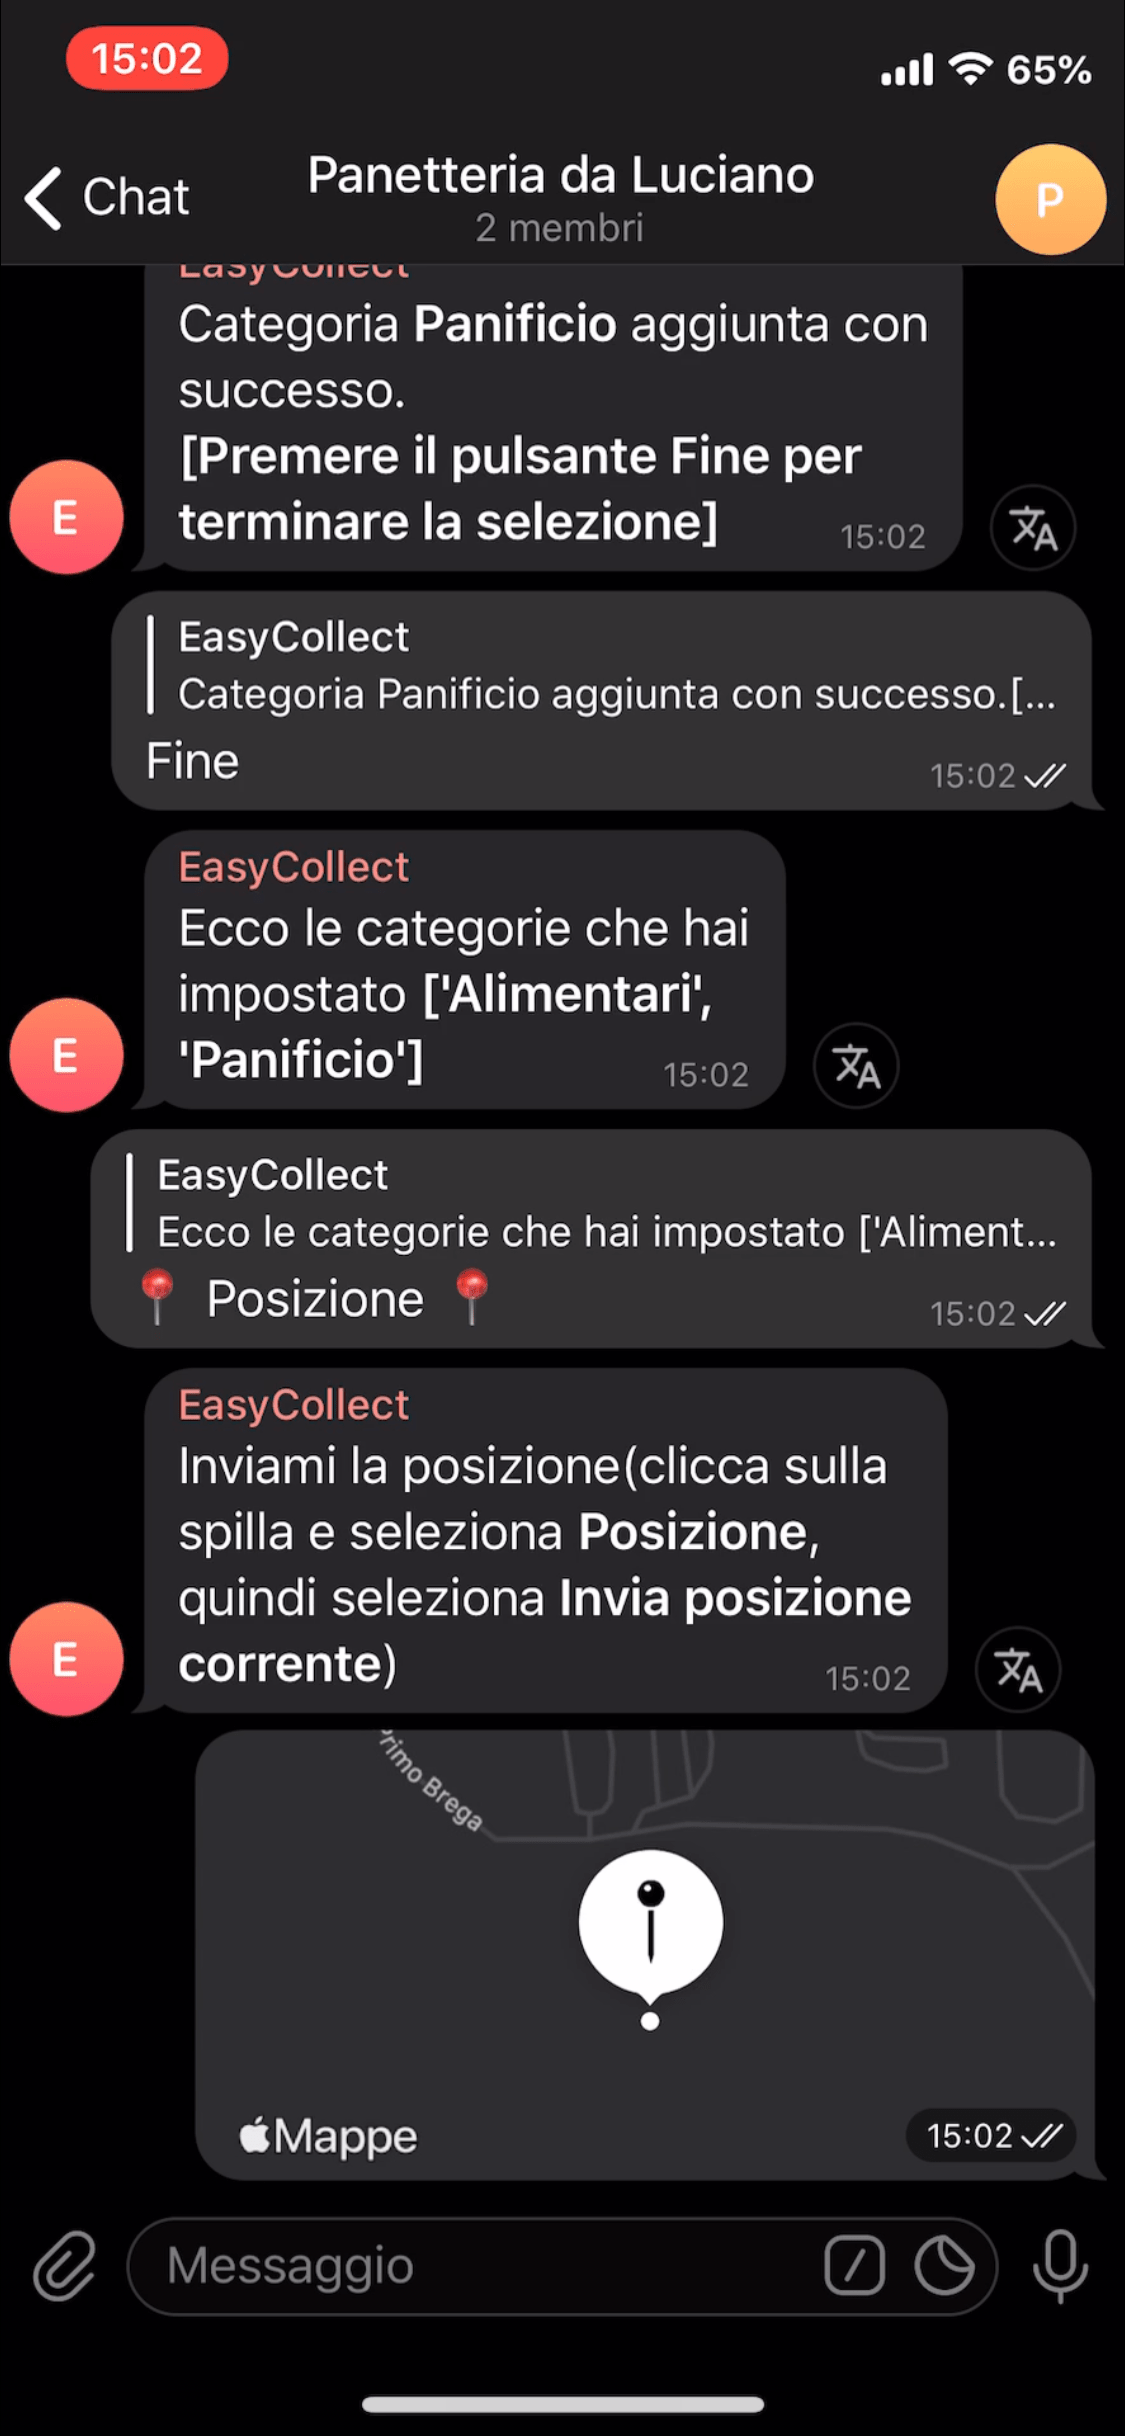 15:02
65%
Chat
Panetteria da Luciano
2 membri
P
EasyCollect
Categoria Panificio aggiunta con
successo.
[Premere il pulsante Fine per
terminare la selezione]
15:02
E
EasyCollect
Categoria Panificio aggiunta con successo.[...
Fine
15:02
EasyCollect
Ecco le categorie che hai
impostato ['Alimentari',
'Panificio']
15:02
E
EasyCollect
Ecco le categorie che hai impostato ['Aliment...
📍 Posizione 📍
15:02
EasyCollect
Inviami la posizione(clicca sulla
spilla e seleziona Posizione,
quindi seleziona Invia posizione
corrente)
15:02
E
Primo Brega
Mappe
15:02
Messaggio